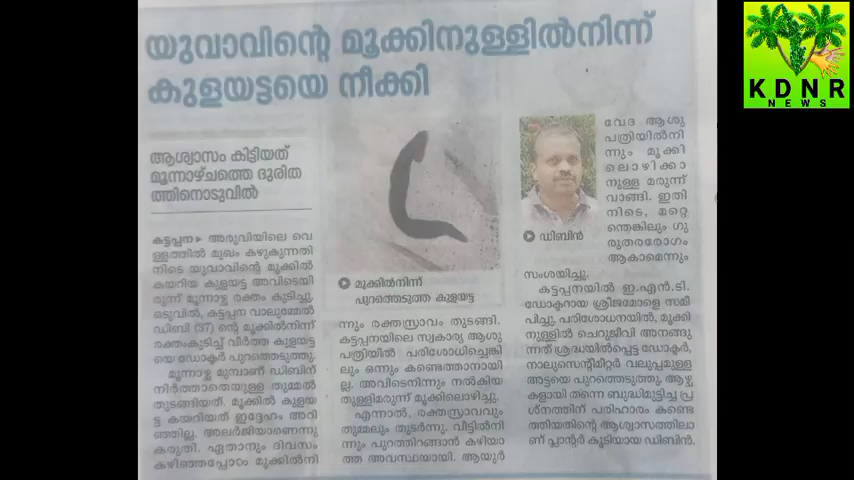 യുവാവിന്റെ മൂക്കിനുള്ളിൽനിന്ന്
കുളയട്ടയെ നീക്കി
ആശ്വാസം കിട്ടിയത്
മൂന്നാഴ്ചത്തെ ദുരിത
ത്തിനൊടുവിൽ
കട്ടപ്പന ▶ അരുവിയിലെ വെ
ള്ളത്തിൽ മുഖം കഴുകുന്നതി
നിടെ യുവാവിന്റെ മൂക്കിൽ
കയറിയ കുളയട്ട അവിടെയി
രുന്ന് മൂന്നാഴ്ച രക്തം കുടിച്ചു.
ഒടുവിൽ, കട്ടപ്പന വാലുമ്മേൽ
ഡിബി (37) ന്റെ മൂക്കിൽനിന്ന്
രക്തംകുടിച്ച് വീർത്ത കുളയട്ട
യെ ഡോക്ടർ പുറത്തെടുത്തു.
മൂന്നാഴ്ച മുമ്പാണ് ഡിബിന്
നിർത്താതെയുള്ള തുമ്മൽ
തുടങ്ങിയത്. മൂക്കിൽ കുളയ
ട്ട കയറിയത് ഇദ്ദേഹം അറി
ഞ്ഞില്ല. അലർജിയാണെന്നു
കരുതി. ഏതാനും ദിവസം
കഴിഞ്ഞപ്പോൾ മൂക്കിൽനി
മൂക്കിൽനിന്ന്
പുറത്തെടുത്ത കുളയട്ട
ന്നും രക്തസ്രാവം തുടങ്ങി.
കട്ടപ്പനയിലെ സ്വകാര്യ ആശു
പത്രിയിൽ പരിശോധിച്ചെങ്കി
ലും ഒന്നും കണ്ടെത്താനായി
ല്ല. അവിടെനിന്നും നൽകിയ
തുള്ളിമരുന്ന് മൂക്കിലൊഴിച്ചു.
എന്നാൽ, രക്തസ്രാവവും
തുമ്മലും തുടർന്നു. വീട്ടിൽനി
ന്നും പുറത്തിറങ്ങാൻ കഴിയാ
ത്ത അവസ്ഥയായി. ആയുർ
ഡിബിൻ
വേദ ആശു
പത്രിയിൽനി
ന്നും മൂക്കി
ലൊഴിക്കാ
നുള്ള മരുന്ന്
വാങ്ങി. ഇതി
നിടെ, മറ്റെ
ന്തെങ്കിലും ഗു
രുതരരോഗം
ആകാമെന്നും
സംശയിച്ചു.
കട്ടപ്പനയിൽ ഇ.എൻ.ടി.
ഡോക്ടറായ ശ്രീജമോളെ സമീ
പിച്ചു. പരിശോധനയിൽ, മൂക്കി
നുള്ളിൽ ചെറുജീവി അനങ്ങു
ന്നത് ശ്രദ്ധയിൽപ്പെട്ട ഡോക്ടർ,
നാലുസെന്റീമീറ്റർ വലുപ്പമുള്ള
അട്ടയെ പുറത്തെടുത്തു. ആഴ്ച
കളായി തന്നെ ബുദ്ധിമുട്ടിച്ച പ്ര
ശ്നത്തിന് പരിഹാരം കണ്ടെ
ത്തിയതിന്റെ ആശ്വാസത്തിലാ
ണ് പ്ലാന്റർ കൂടിയായ ഡിബിൻ.
KDNR
NEWS